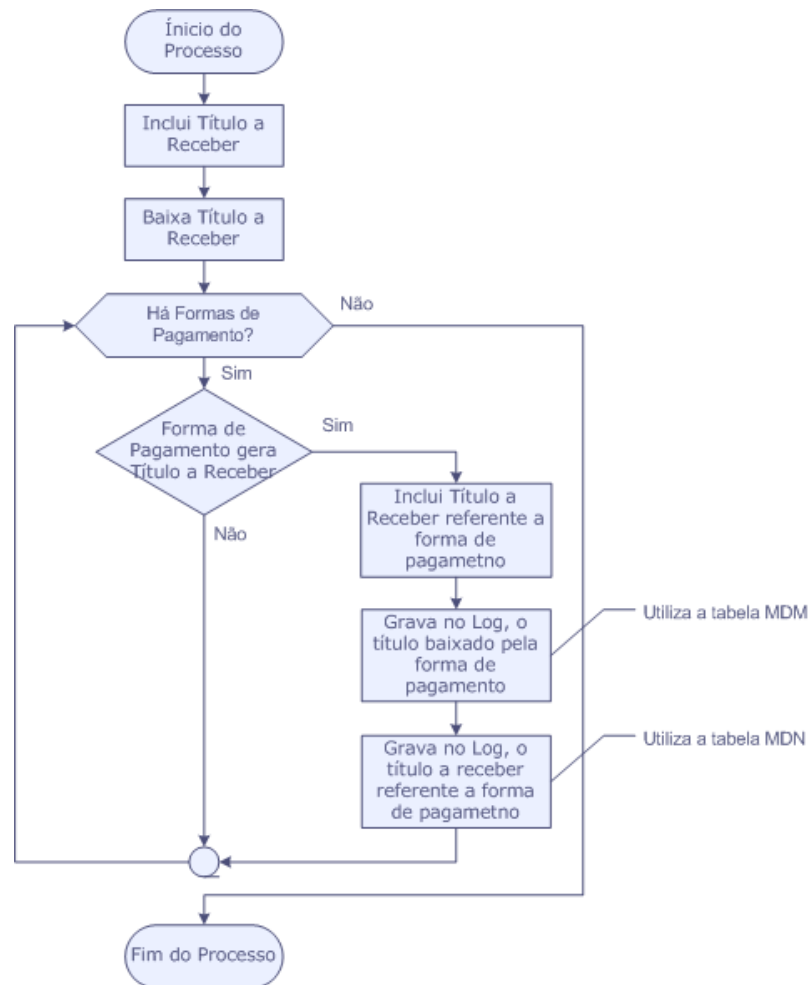 Ínicio do
Processo
Inclui Título a
Receber
Baixa Título a
Receber
Há Formas de
Pagamento?
Não
Sim
Forma de
Pagamento gera
Título a Receber
Sim
Não
Inclui Título a
Receber referente a
forma de
pagametno
Grava no Log, o
título baixado pela
forma de
pagamento
Utiliza a tabela MDM
Grava no Log, o
título a receber
referente a forma
de pagametno
Utiliza a tabela MDN
Fim do Processo